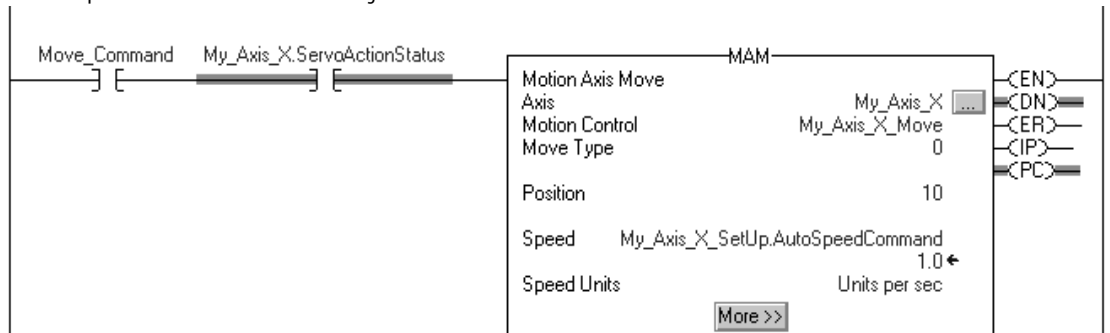 Move_Command My_Axis_X.ServoActionStatus
MAM
Motion Axis Move
Axis My_Axis_X ...
Motion Control My_Axis_X_Move
Move Type 0
Position 10
Speed My_Axis_X_SetUp.AutoSpeedCommand
1.0
Speed Units Units per sec
More >>
EN
DN
ER
IP
PC